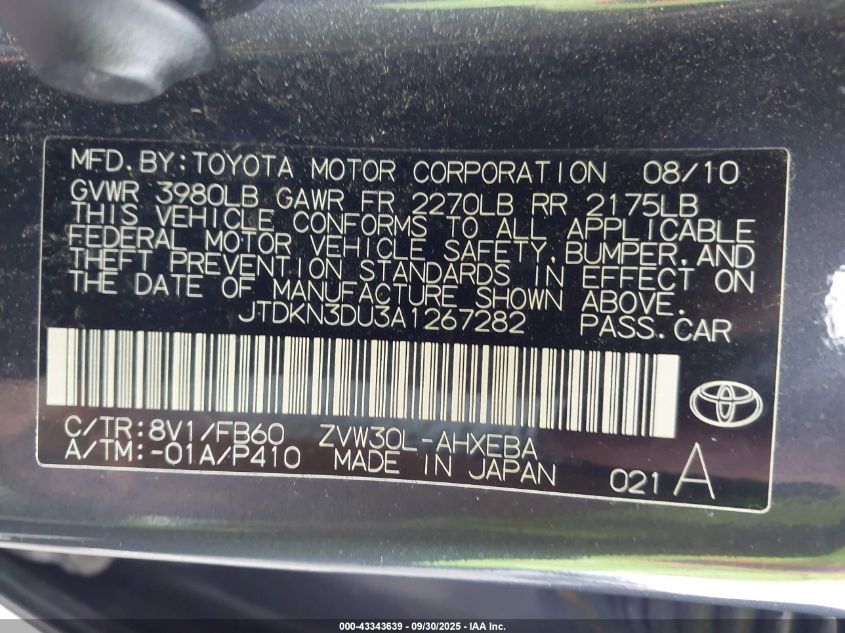 MFD.BY:TOYOTA MOTOR CORPORATION 08/10
GVWR 3980LB GAWR FR 2270LB RR 2175LB
THIS VEHICLE CONFORMS TO ALL APPLICABLE
FEDERAL MOTOR VEHICLE SAFETY,BUMPER,AND
THEFT PREVENTION STANDARDS IN EFFECT ON
THE DATE OF MANUFACTURE SHOWN ABOVE.
JTDKN3DU3A1267282 PASS.CAR
C/TR:8V1/FB60 ZVW30L-AHXEBA
A/TM:-01A/P410 MADE IN JAPAN 021 A
000-43343639 - 09/30/2025 - IAA Inc.